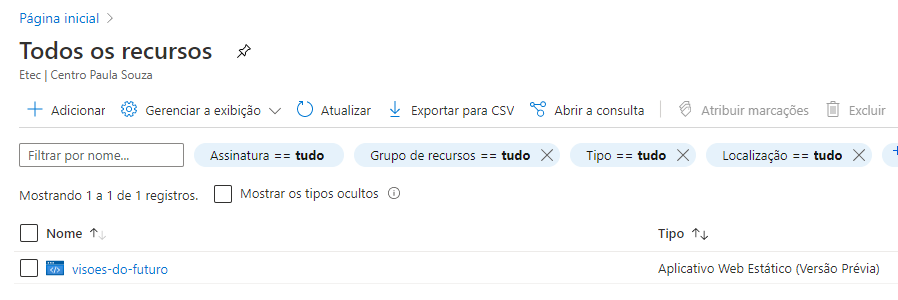 Página inicial
Todos os recursos
Etec | Centro Paula Souza
Adicionar Gerenciar a exibição Atualizar Exportar para CSV Abrir a consulta Atribuir marcações Excluir
Filtrar por nome... Assinatura == tudo Grupo de recursos == tudo Tipo == tudo Localização == tudo
Mostrando 1 a 1 de 1 registros. Mostrar os tipos ocultos
Nome Tipo
visoes-do-futuro Aplicativo Web Estático (Versão Prévia)